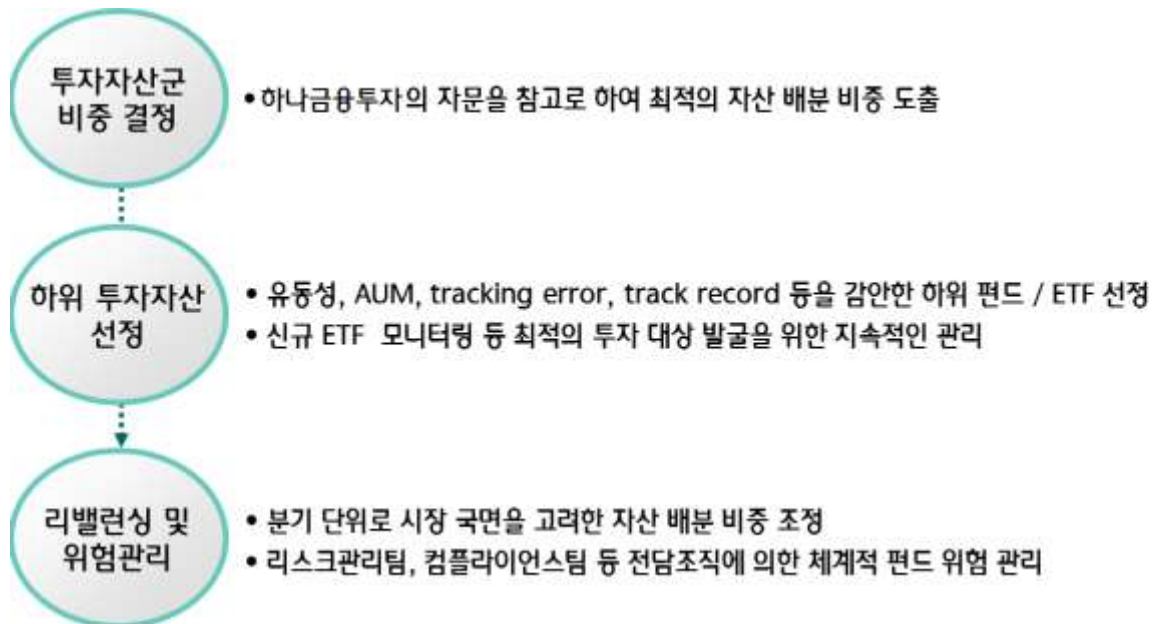 투자자산군
비중 결정
• 하나금융투자의 자문을 참고로 하여 최적의 자산 배분 비중 도출
하위 투자자산
선정
• 유동성, AUM, tracking error, track record 등을 감안한 하위 펀드 / ETF 선정
• 신규 ETF 모니터링 등 최적의 투자 대상 발굴을 위한 지속적인 관리
리밸런싱 및
위험관리
• 분기 단위로 시장 국면을 고려한 자산 배분 비중 조정
• 리스크관리팀, 컴플라이언스팀 등 전담조직에 의한 체계적 펀드 위험 관리